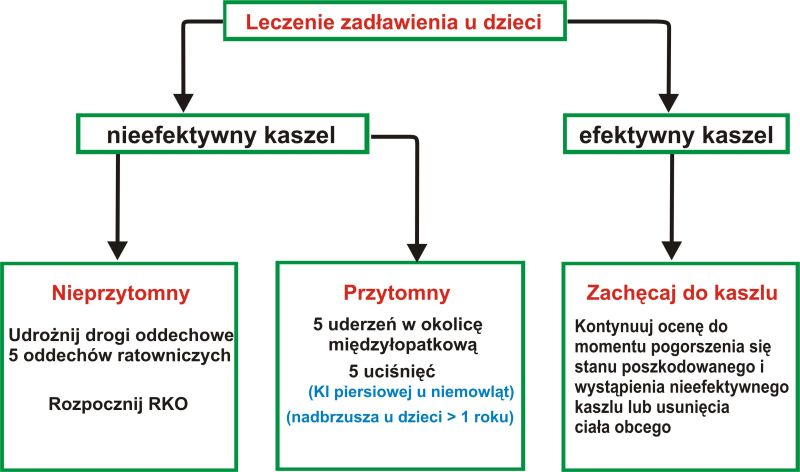 Leczenie zadławienia u dzieci
nieefektywny kaszel
efektywny kaszel
Nieprzytomny
Udrożnij drogi oddechowe
5 oddechów ratowniczych
Rozpocznij RKO
Przytomny
5 uderzeń w okolicę
międzyłopatkową
5 uciśnięć
(Kl piersiowej u niemowląt)
(nadbrzusza u dzieci > 1 roku)
Zachęcaj do kaszlu
Kontynuuj ocenę do
momentu pogorszenia się
stanu poszkodowanego i
wystąpienia nieefektywnego
kaszlu lub usunięcia
ciała obcego